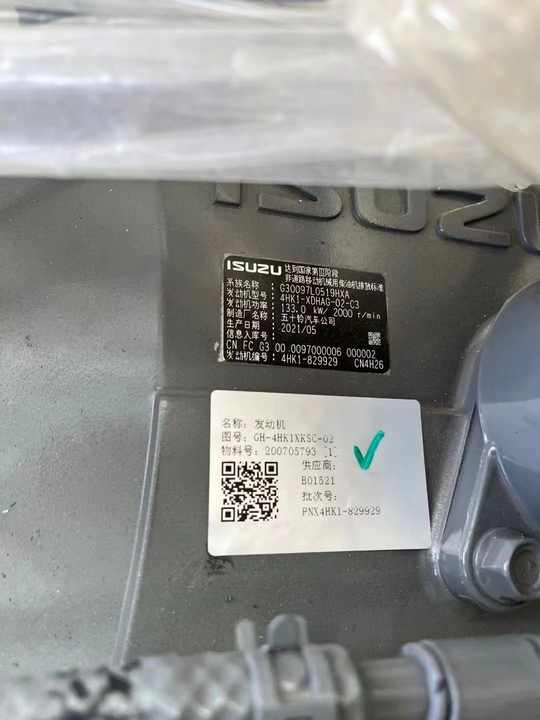 ISUZU
ISUZU 达到国家第Ⅲ阶段
非道路移动机械用柴油机排放标准
系族名称: G30097L0519HXA
发动机型号: 4HK1-XDHAG-02-C3
发动机功率: 133.0 kw/ 2000 r/min
制造厂名称: 五十铃汽车公司
生产日期: 2021/05
信息入库号:
CN FC G3 00 0097000006 000002
发动机编号: 4HK1-829929 CN4H26
名称: 发动机
图号: GH-4HK1XKSC-02
物料号: 200705793 [1]
供应商:
B01521
批次号:
PNX4HK1-829929